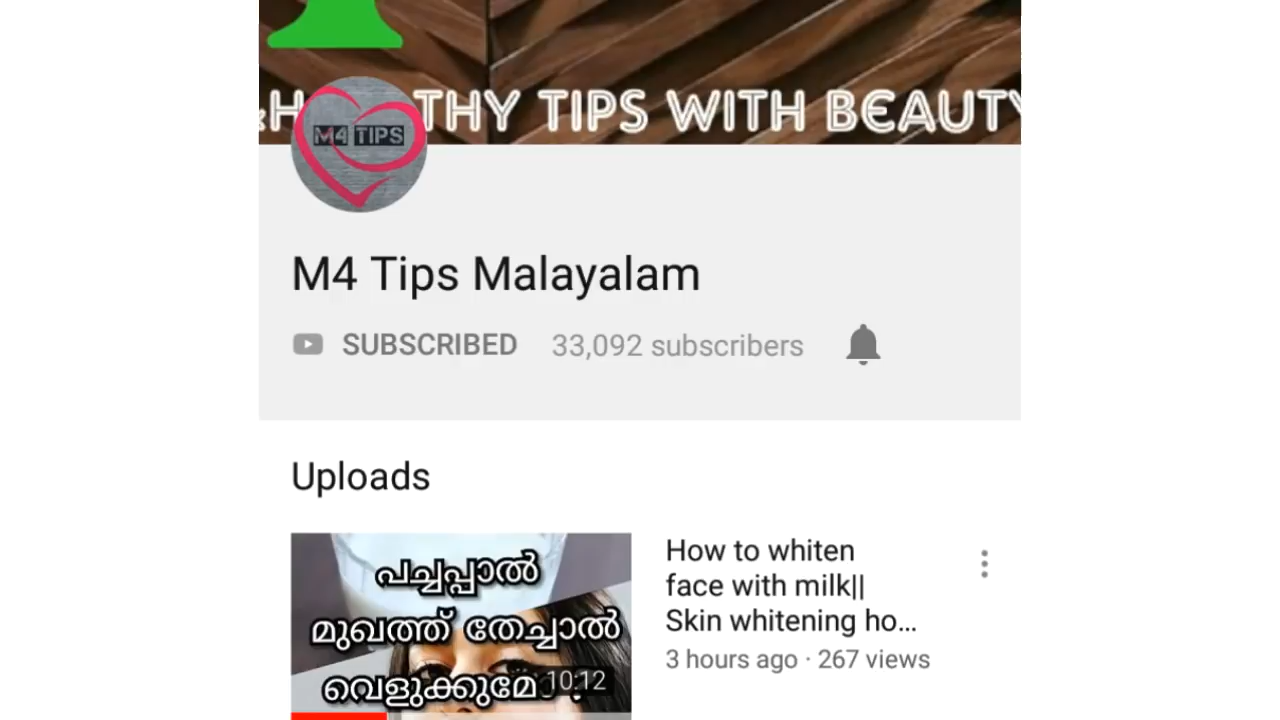 THY TIPS WITH BEAUTY
M4 TIPS
M4 Tips Malayalam
SUBSCRIBED 33,092 subscribers
Uploads
പച്ചപ്പാൽ
മുഖത്ത് തേച്ചാൽ
വെളുക്കുമോ
10:12
How to whiten
face with milk||
Skin whitening ho...
3 hours ago · 267 views